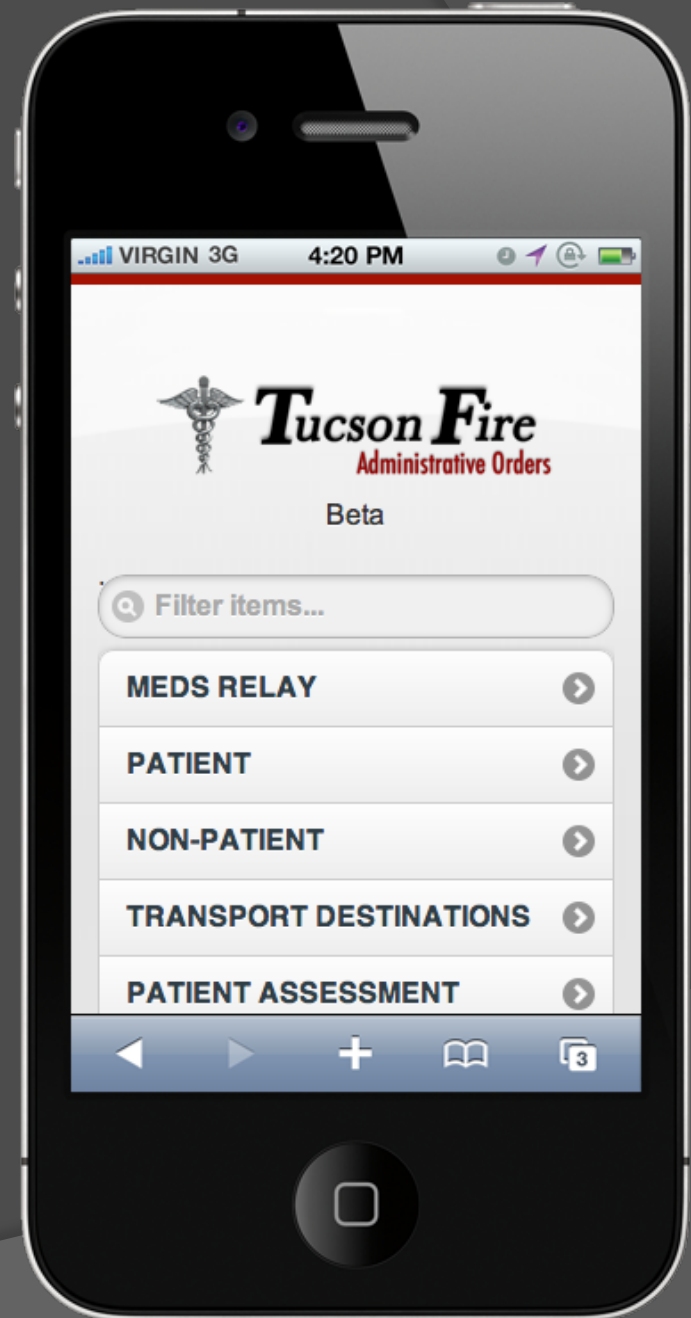 VIRGIN 3G 4:20 PM
Tucson Fire
Administrative Orders
Beta
Filter items...
MEDS RELAY
PATIENT
NON-PATIENT
TRANSPORT DESTINATIONS
PATIENT ASSESSMENT
3